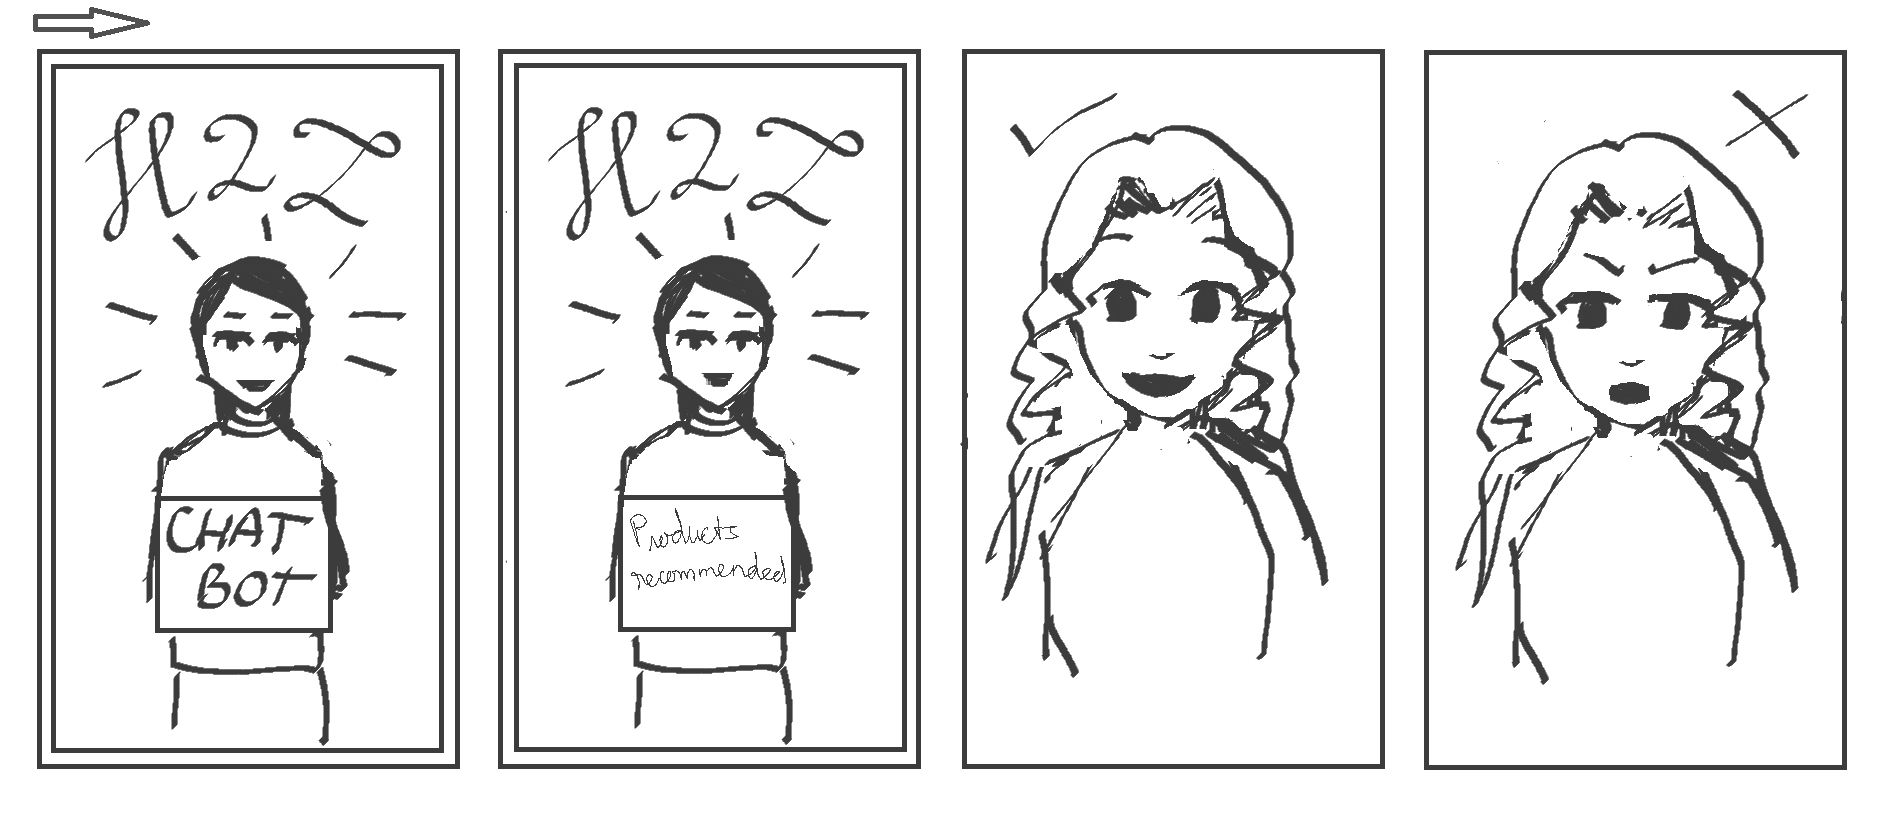 H2Z
CHAT
BOT
H2Z
Products
recommended